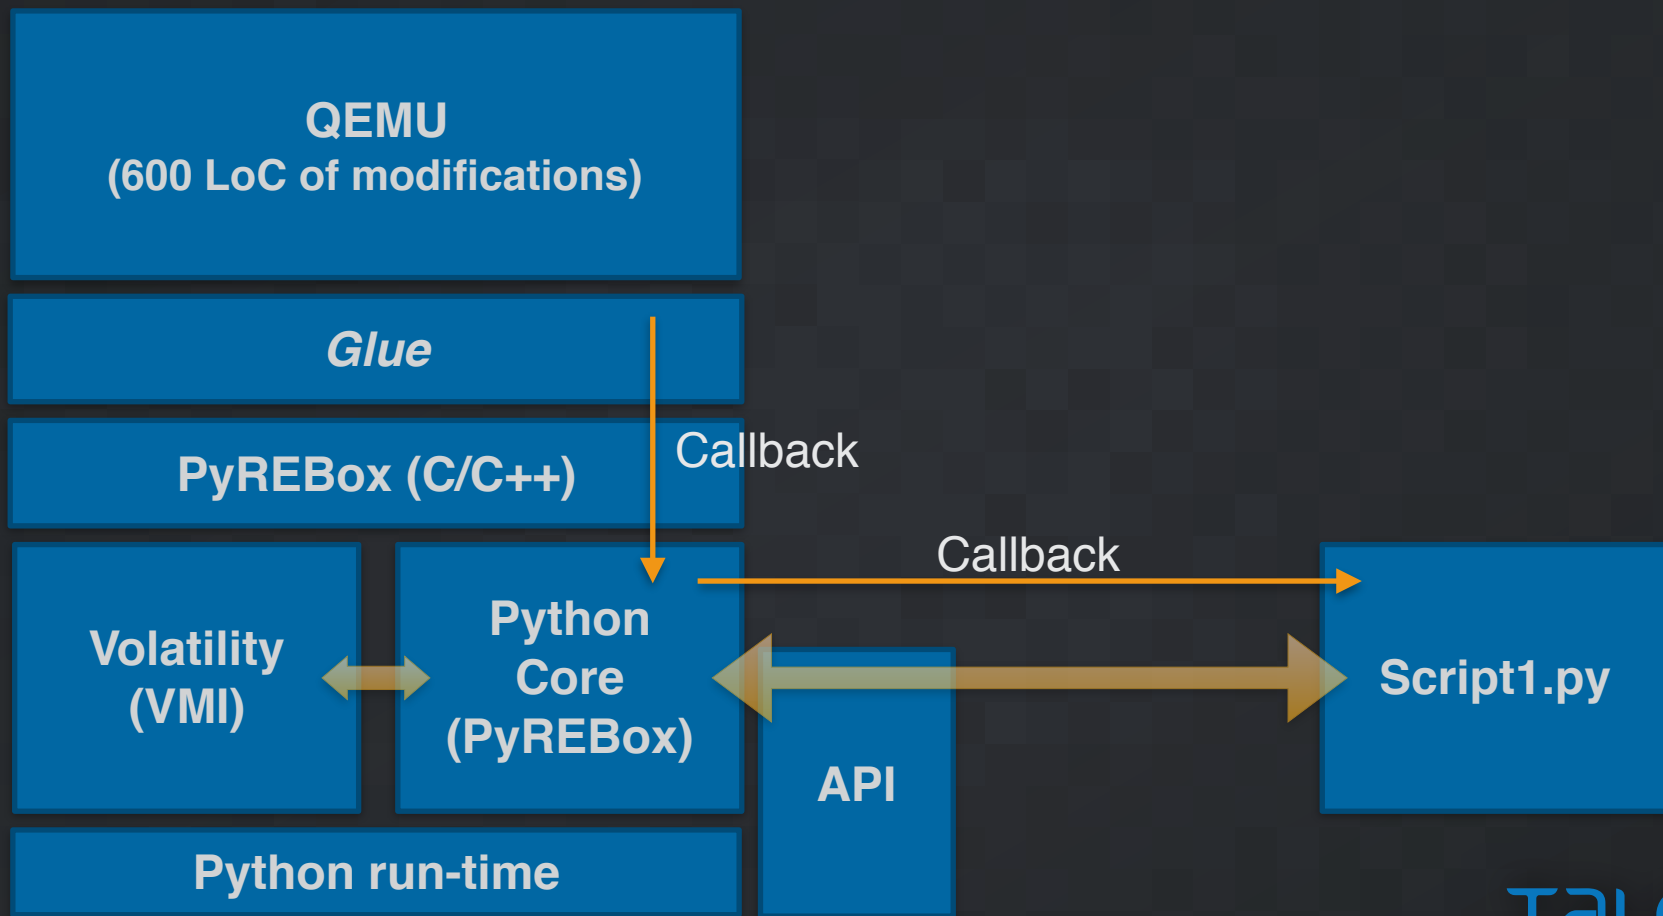 QEMU
(600 LoC of modifications)
Glue
PyREBox (C/C++)
Callback
Callback
Volatility
(VMI)
Python
Core
(PyREBox)
API
Script1.py
Python run-time